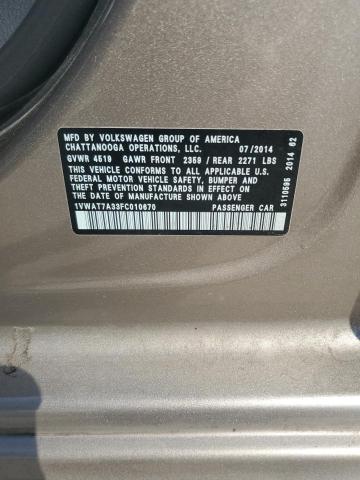 MFD BY VOLKSWAGEN GROUP OF AMERICA
CHATTANOOGA OPERATIONS, LLC. 07/2014
GVWR 4519 GAWR FRONT 2359 / REAR 2271 LBS
THIS VEHICLE CONFORMS TO ALL APPLICABLE U.S.
FEDERAL MOTOR VEHICLE SAFETY, BUMPER AND
THEFT PREVENTION STANDARDS IN EFFECT ON
THE DATE OF MANUFACTURE SHOWN ABOVE
1VWAT7A33FC010670 PASSENGER CAR
3110595 2014 62